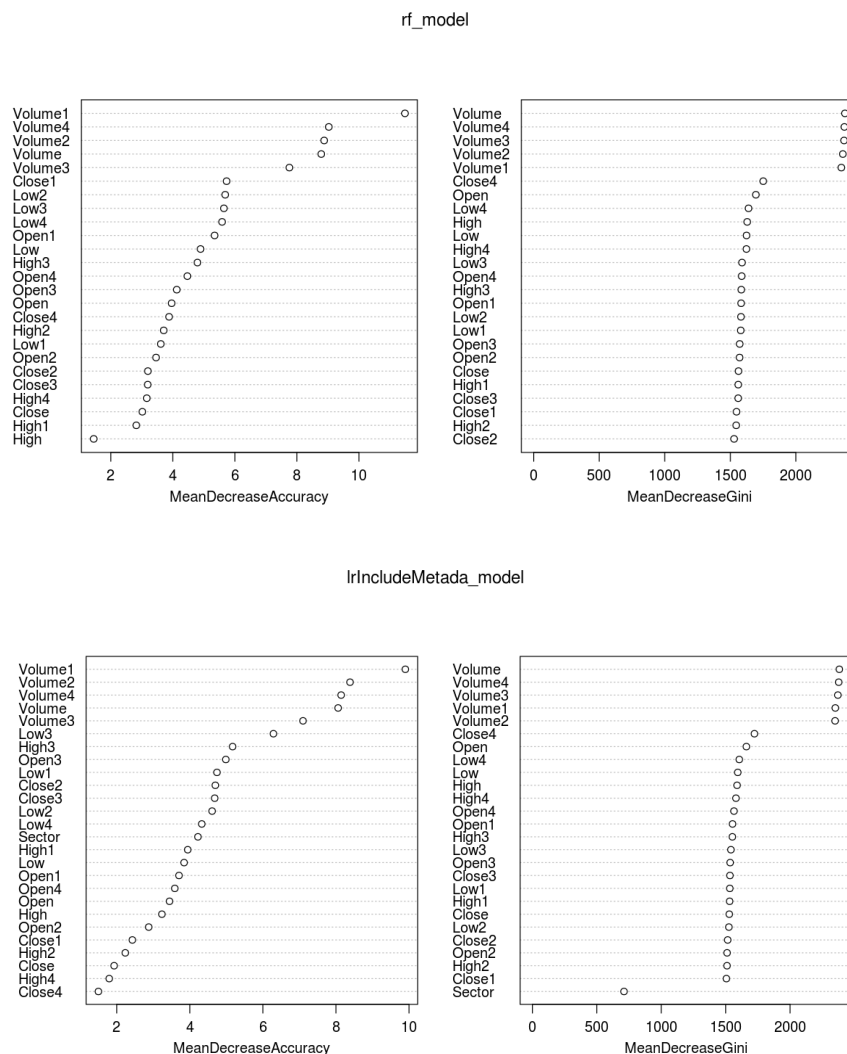 rf_model
Volume1
Volume4
Volume2
Volume
Volume3
Close1
Low2
Low3
Low4
Open1
Low
High3
Open4
Open3
Open
Close4
High2
Low1
Open2
Close2
Close3
High4
Close
High1
High
2 4 6 8 10
MeanDecreaseAccuracy
Volume
Volume4
Volume3
Volume2
Volume1
Close4
Open
Low4
High
Low
High4
Low3
Open4
High3
Open1
Low2
Low1
Open3
Open2
Close
High1
Close3
Close1
High2
Close2
0 500 1000 1500 2000
MeanDecreaseGini
lrIncludeMetada_model
Volume1
Volume2
Volume4
Volume
Volume3
Low3
High3
Open3
Low1
Close2
Close3
Low2
Low4
Sector
High1
Low
Open1
Open4
Open
High
Open2
Close1
High2
Close
High4
Close4
2 4 6 8 10
MeanDecreaseAccuracy
Volume
Volume4
Volume3
Volume1
Volume2
Close4
Open
Low4
Low
High
High4
Open4
Open1
High3
Low3
Open3
Close3
Low1
High1
Close
Low2
Close2
Open2
High2
Close1
Sector
0 500 1000 1500 2000
MeanDecreaseGini